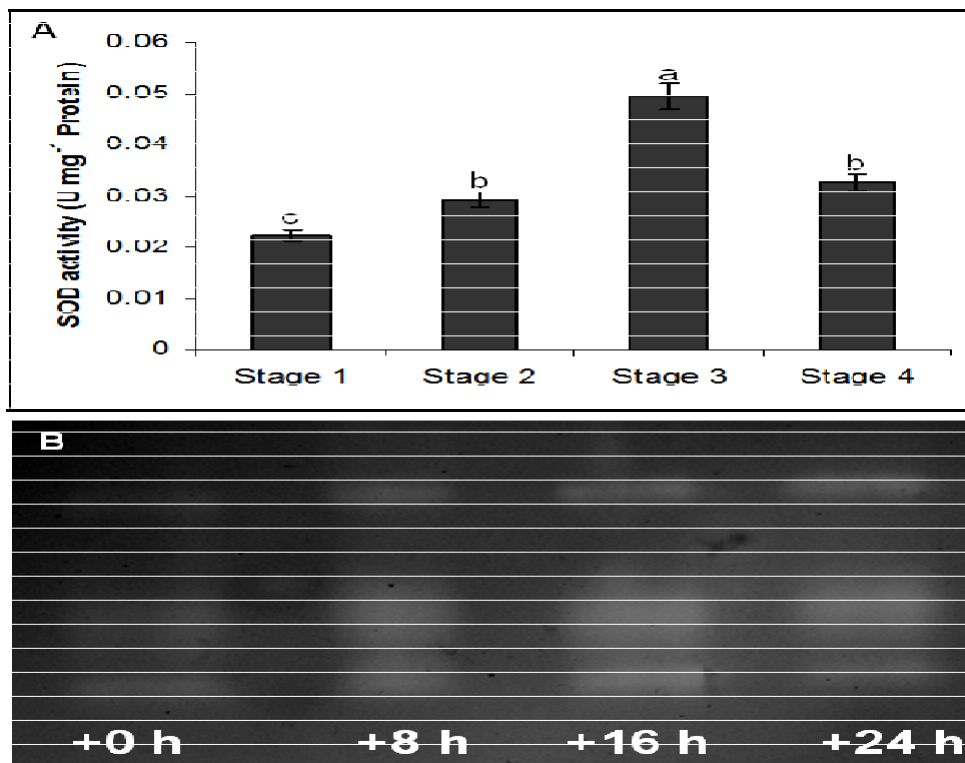 A
0.06
0.05
0.04
0.03
0.02
0.01
0
SOD activity (U mg⁻¹ Protein)
c
b
a
b
Stage 1 Stage 2 Stage 3 Stage 4
B
+0 h +8 h +16 h +24 h